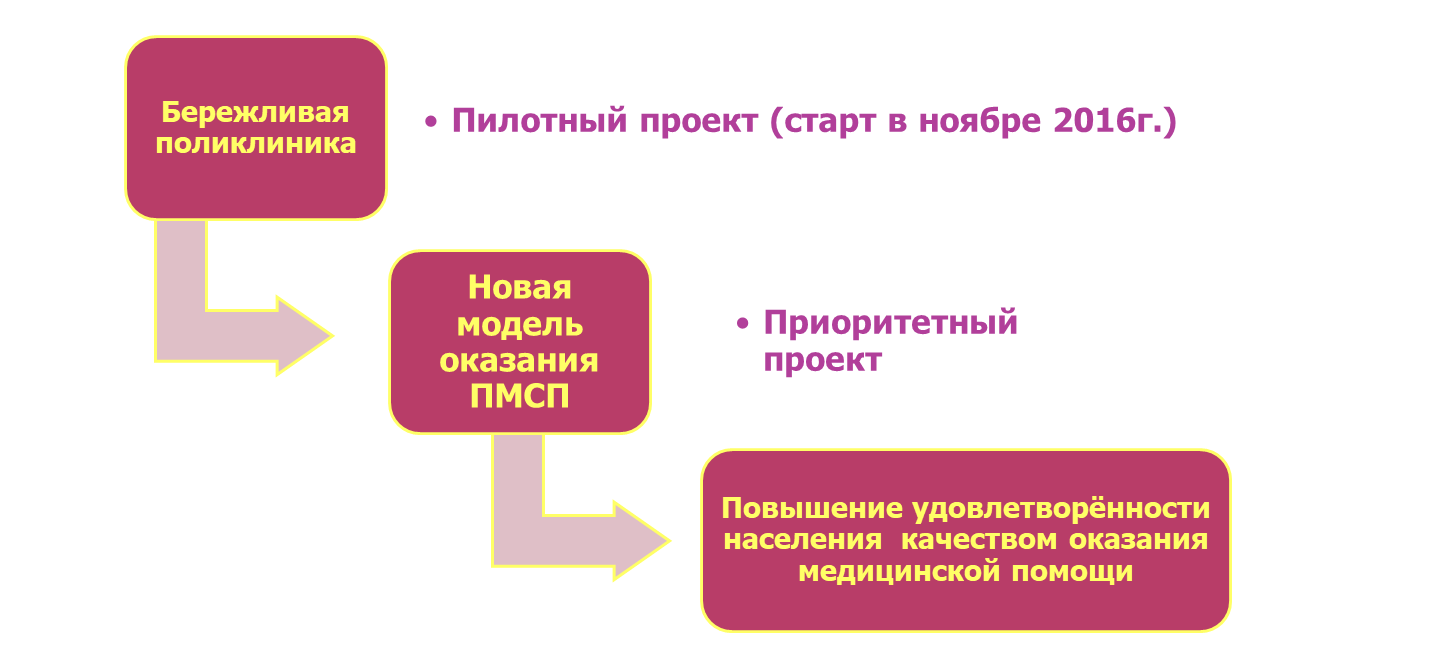 Бережливая
поликлиника
• Пилотный проект (старт в ноябре 2016г.)
Новая
модель
оказания
ПМСП
• Приоритетный
проект
Повышение удовлетворённости
населения  качеством оказания
медицинской помощи